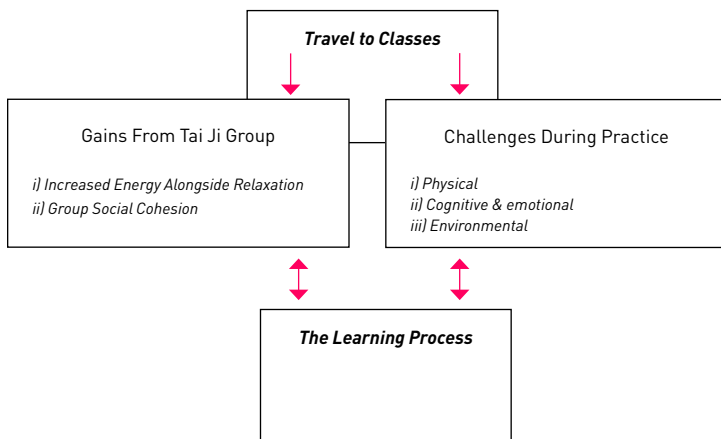 Travel to Classes
Gains From Tai Ji Group
i) Increased Energy Alongside Relaxation
ii) Group Social Cohesion
Challenges During Practice
i) Physical
ii) Cognitive & emotional
iii) Environmental
The Learning Process